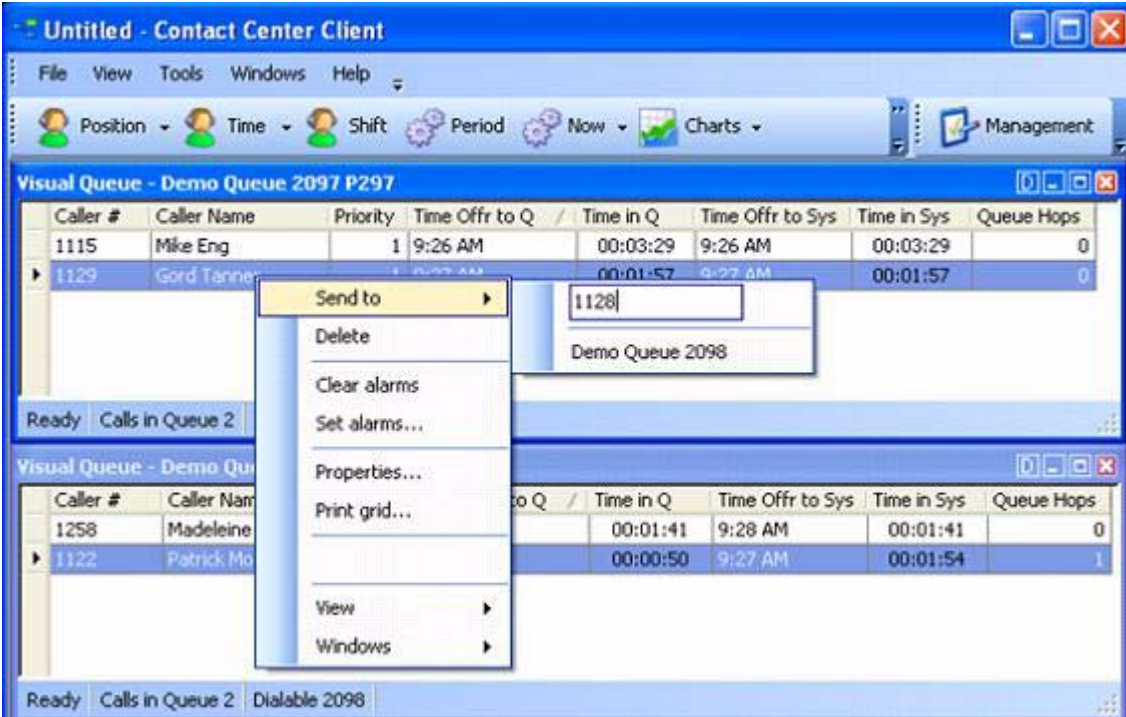 Untitled - Contact Center Client
File View Tools Windows Help
Position Time Shift Period Now Charts Management
Visual Queue - Demo Queue 2097 P297
Caller # Caller Name Priority Time Offr to Q Time in Q Time Offr to Sys Time in Sys Queue Hops
1115 Mike Eng 1 9:26 AM 00:03:29 9:26 AM 00:03:29 0
1129 Gord 1 9:27 AM 00:01:57 9:27 AM 00:01:57 0
Send to
1128
Delete
Demo Queue 2098
Clear alarms
Set alarms...
Properties...
Print grid...
View
Windows
Ready Calls in Queue 2
Visual Queue - Demo
Caller # Caller to Q Time in Q Time Offr to Sys Time in Sys Queue Hops
1258 Madeleine 00:01:41 9:28 AM 00:01:41 0
1122 Patrick 00:00:50 9:27 AM 00:01:54 1
Ready Calls in Queue 2 Dialable 2098